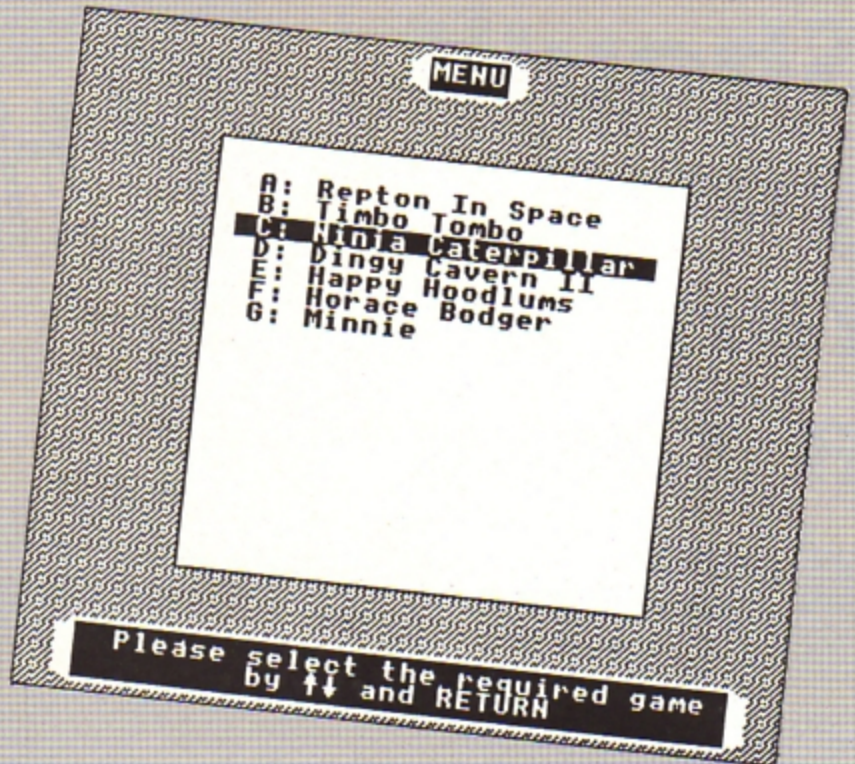 MENU
A: Repton In Space
B: Timbo Tombo
C: Ninja Caterpillar
D: Dingy Cavern II
E: Happy Hoodlums
F: Horace Bodger
G: Minnie
Please select the required game
by ↑↓ and RETURN